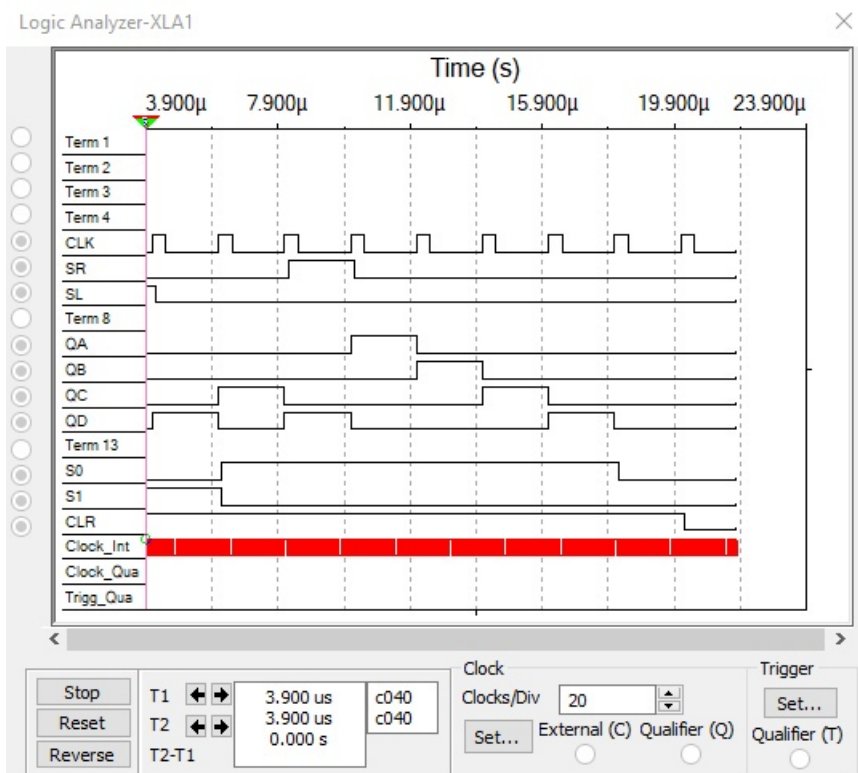 Logic Analyzer-XLA1
Time (s)
3.900μ 7.900μ 11.900μ 15.900μ 19.900μ 23.900μ
Term 1
Term 2
Term 3
Term 4
CLK
SR
SL
Term 8
QA
QB
QC
QD
Term 13
S0
S1
CLR
Clock_Int
Clock_Qua
Trigg_Qua
Stop
Reset
Reverse
T1 3.900 us c040
T2 3.900 us c040
T2-T1 0.000 s
Clock
Clocks/Div 20
Set... External (C) Qualifier (Q)
Trigger
Set...
Qualifier (T)